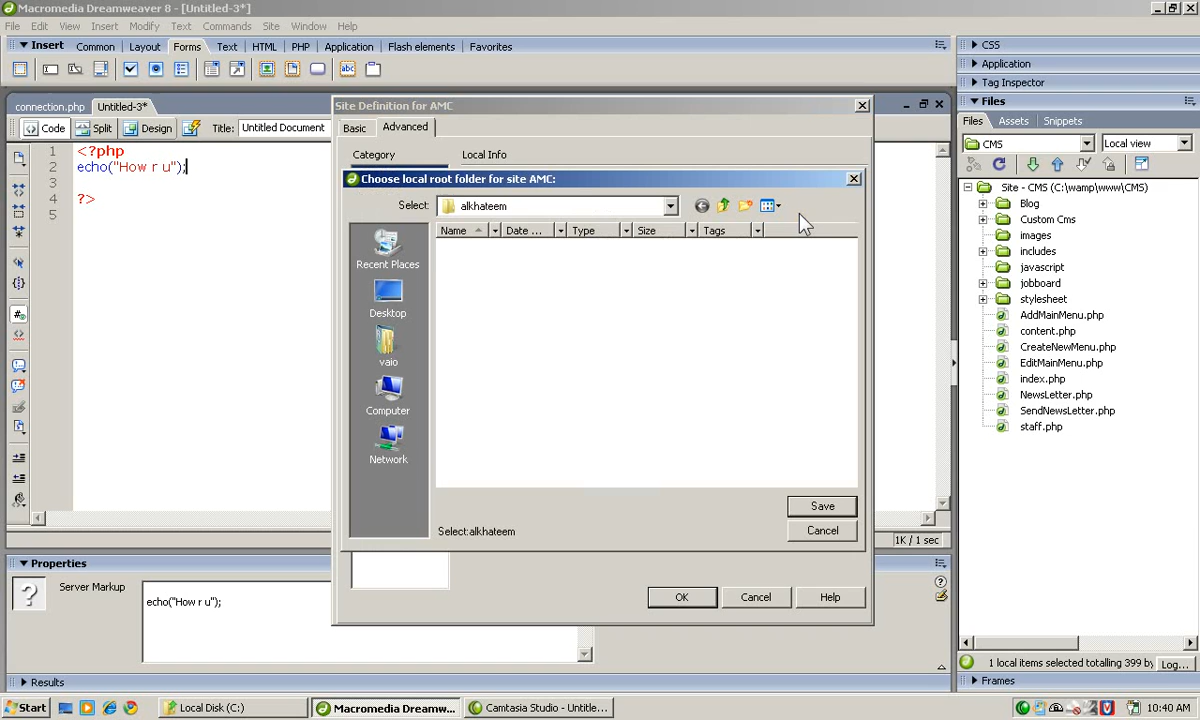 Macromedia Dreamweaver 8 - [Untitled-3*]
File Edit View Insert Modify Text Commands Site Window Help
Insert Common Layout Forms Text HTML PHP Application Flash elements Favorites
connection.php Untitled-3*
Code Split Design Title: Untitled Document
1 <?php
2 echo("How r u");
3
4 ?>
5
Site Definition for AMC
Basic Advanced
Category Local Info
Choose local root folder for site AMC:
Select: alkhateem
Name Date ... Type Size Tags
Recent Places
Desktop
vaio
Computer
Network
Save
Select:alkhateem
Cancel
OK Cancel Help
1K / 1 sec
Properties
Server Markup
echo("How r u");
Results
CSS
Application
Tag Inspector
Files
Files Assets Snippets
CMS Local view
Site - CMS (C:\wamp\www\CMS)
Blog
Custom Cms
images
includes
javascript
jobboard
stylesheet
AddMainMenu.php
content.php
CreateNewMenu.php
EditMainMenu.php
index.php
NewsLetter.php
SendNewsLetter.php
staff.php
1 local items selected totalling 399 by Log...
Frames
Start Local Disk (C:) Macromedia Dreamw... Camtasia Studio - Untitle... 10:40 AM